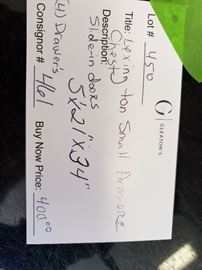 G
GLEATON'S
Lot # 450
Title: Lexington Small Armoire
Chest
Description:
Slide-in doors
5'x21"x34"
(4) Drawers
Consignor # 461 Buy Now Price: 400.00